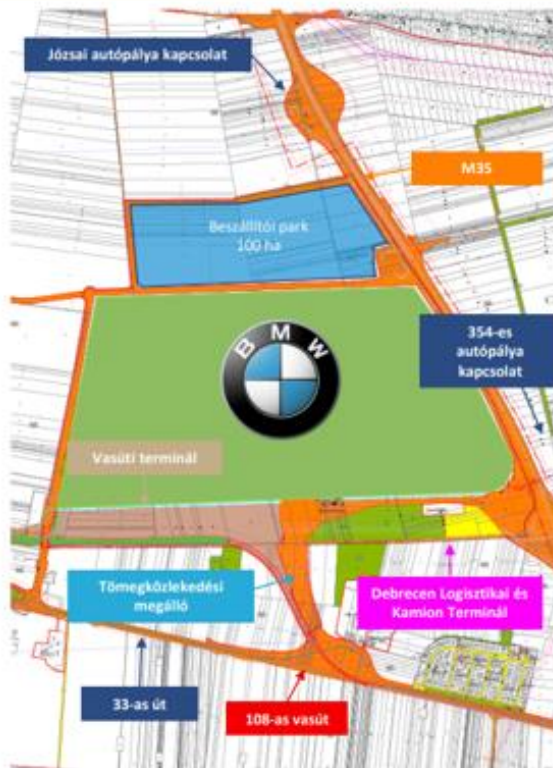 Józsai autópálya kapcsolat
M35
Beszállítói park
100 ha
BMW
354-es
autópálya
kapcsolat
Vasúti terminál
Tömegközlekedési
megálló
Debrecen Logisztikai és
Kamion Terminál
33-as út
108-as vasút